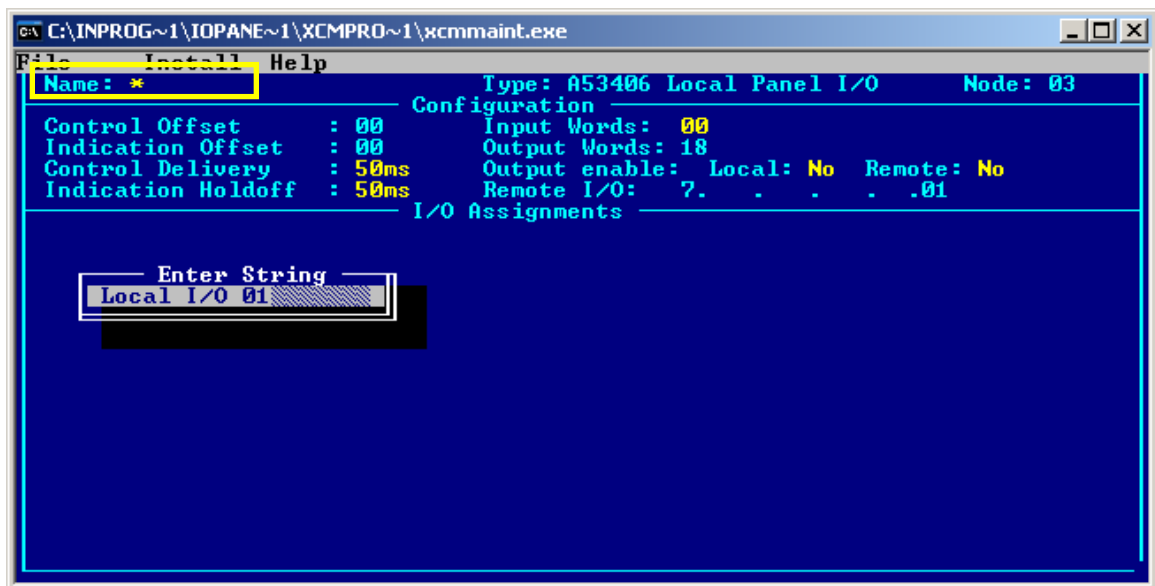 C:\INPROG~1\IOPANE~1\XCMPRO~1\xcmmaint.exe
File Install Help
Name: * Type: A53406 Local Panel I/O Node: 03
Configuration
Control Offset : 00 Input Words: 00
Indication Offset : 00 Output Words: 18
Control Delivery : 50ms Output enable: Local: No Remote: No
Indication Holdoff : 50ms Remote I/O: 7. . . . .01
I/O Assignments
Enter String
Local I/O 01